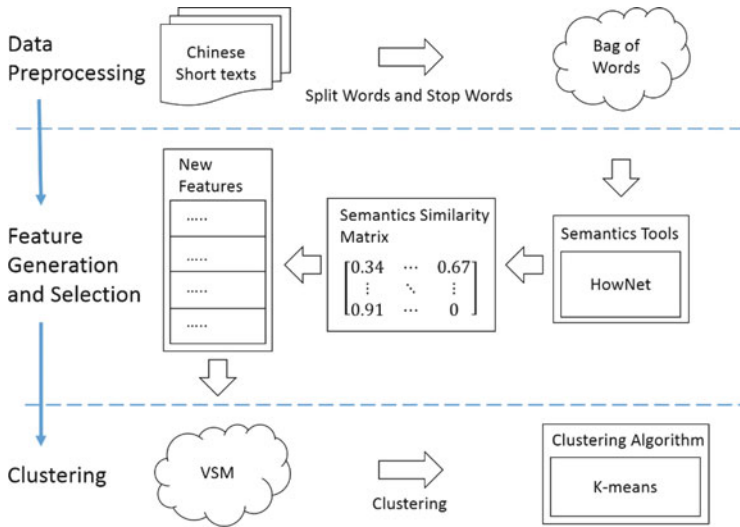 Data
Preprocessing
Chinese
Short texts
Split Words and Stop Words
Bag of
Words
Feature
Generation
and Selection
New
Features
.....
.....
.....
.....
Semantics Similarity
Matrix
0.34 ⋯ 0.67
⋮ ⋱ ⋮
0.91 ⋯ 0
Semantics Tools
HowNet
Clustering
VSM
Clustering
Clustering Algorithm
K-means